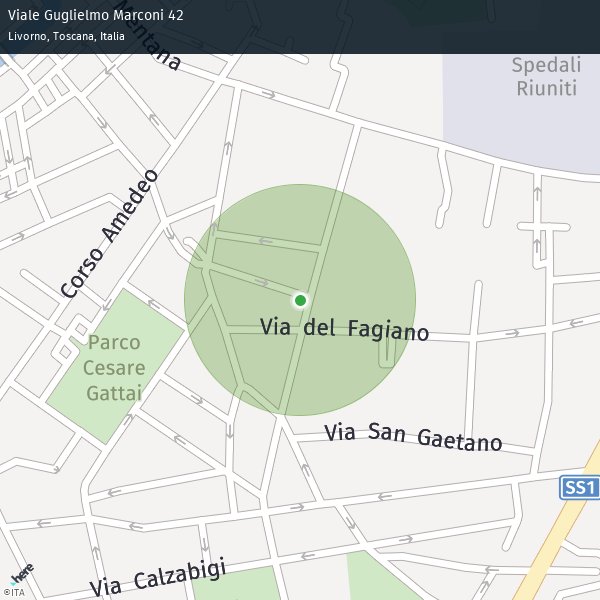 Viale Guglielmo Marconi 42
Livorno, Toscana, Italia
Mentana
Spedali
Riuniti
Corso Amedeo
Via del Fagiano
Parco
Cesare
Gattai
Via San Gaetano
SS1
here
Via Calzabigi
©ITA